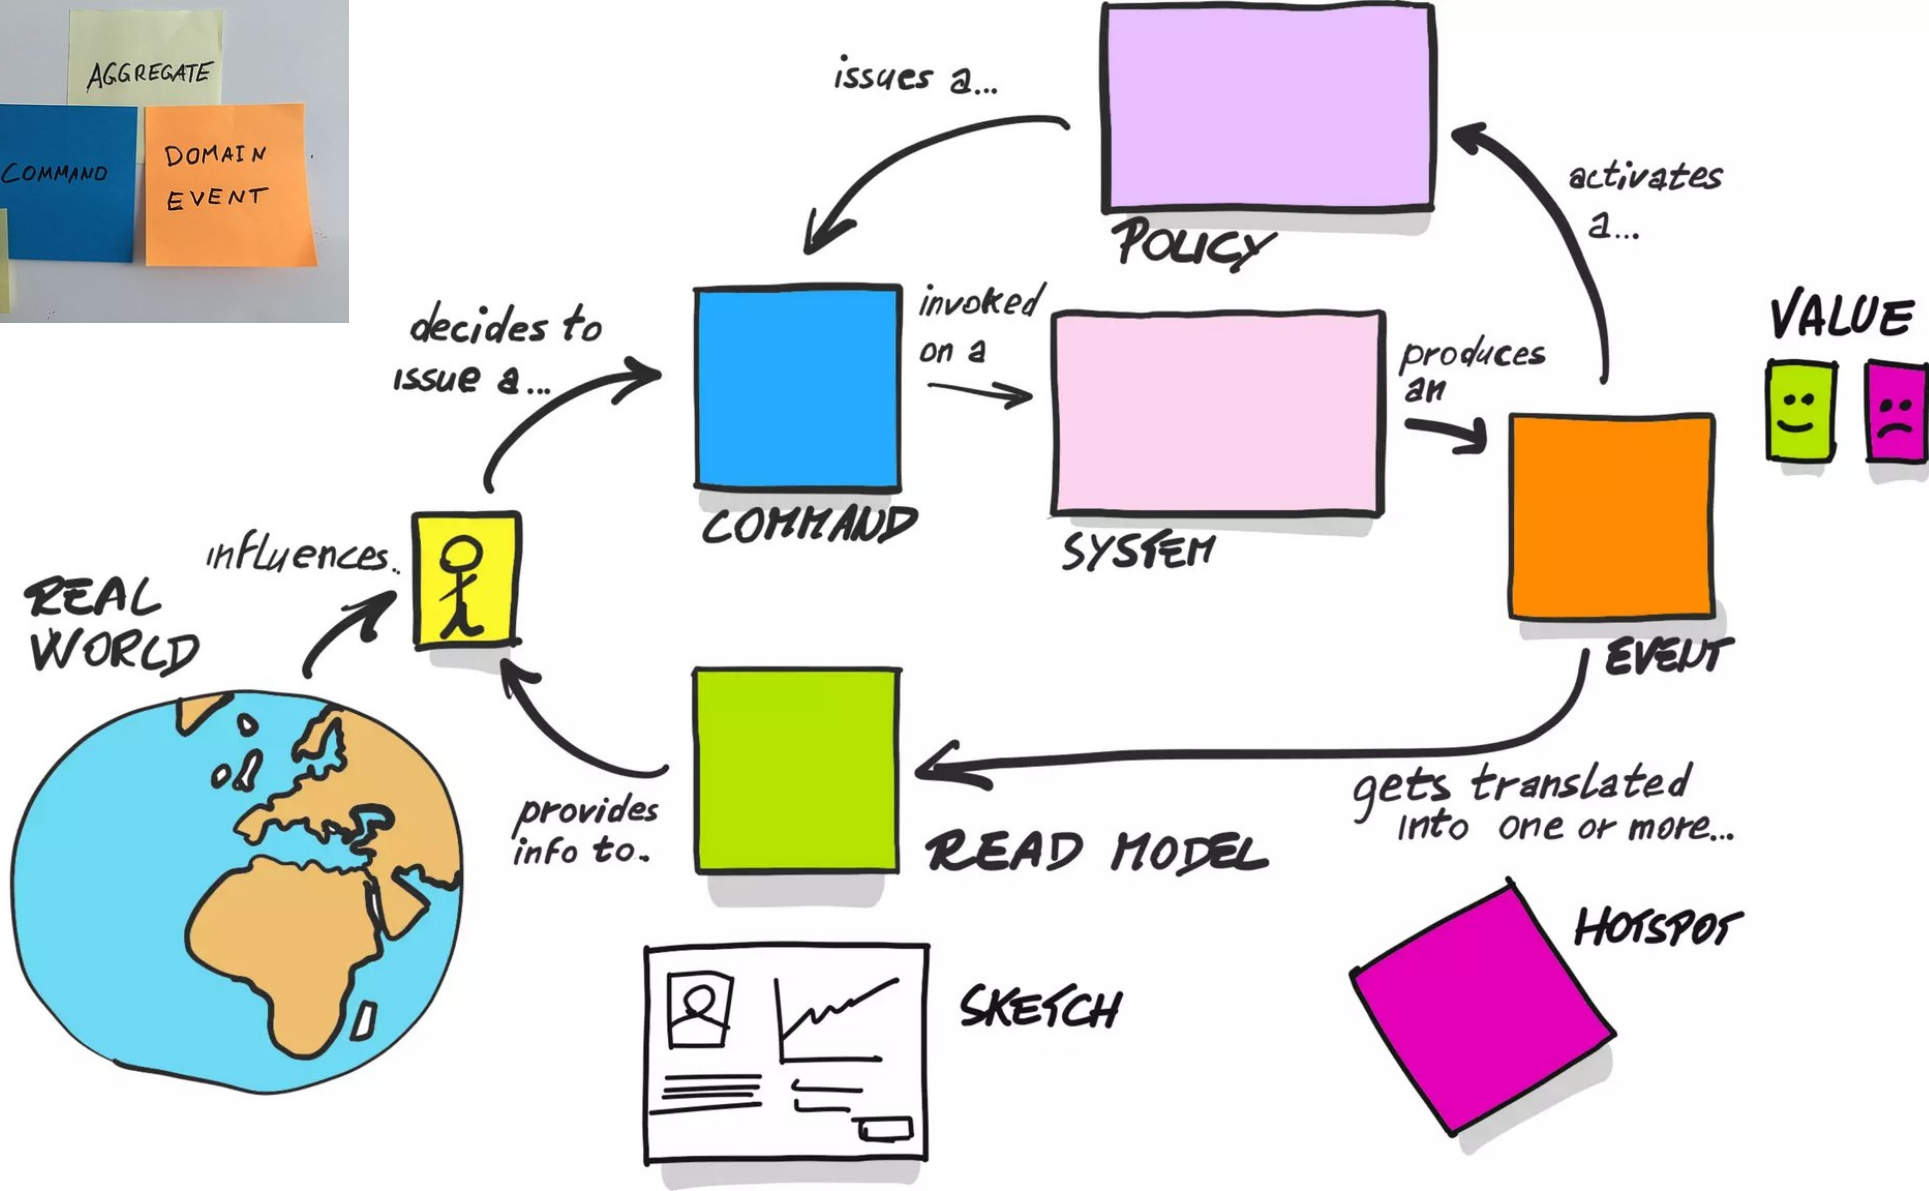 AGGREGATE
COMMAND
DOMAIN
EVENT
issues a...
POLICY
activates
a...
decides to
issue a...
invoked
on a
produces
an
VALUE
COMMAND
SYSTEM
EVENT
influences..
REAL
WORLD
provides
info to..
READ MODEL
gets translated
into one or more...
SKETCH
HOTSPOT